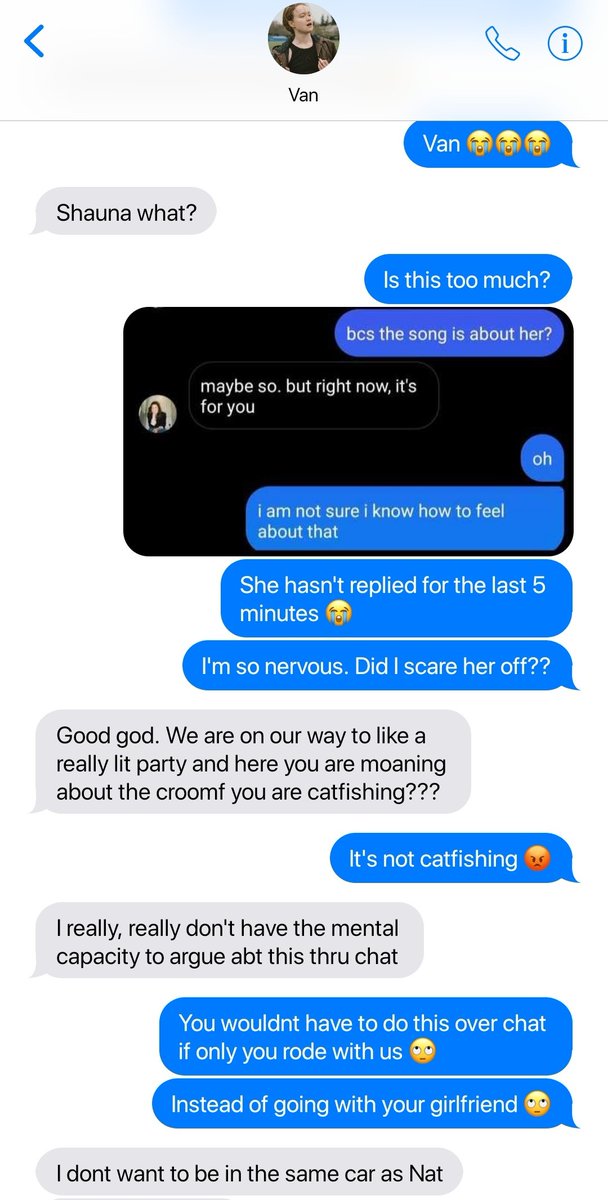 Van
Van 😭😭😭
Shauna what?
Is this too much?
bcs the song is about her?
maybe so. but right now, it's
for you
oh
i am not sure i know how to feel
about that
She hasn't replied for the last 5
minutes 😭
I'm so nervous. Did I scare her off??
Good god. We are on our way to like a
really lit party and here you are moaning
about the croomf you are catfishing???
It's not catfishing 😡
I really, really don't have the mental
capacity to argue abt this thru chat
You wouldnt have to do this over chat
if only you rode with us 🙄
Instead of going with your girlfriend 🙄
I dont want to be in the same car as Nat